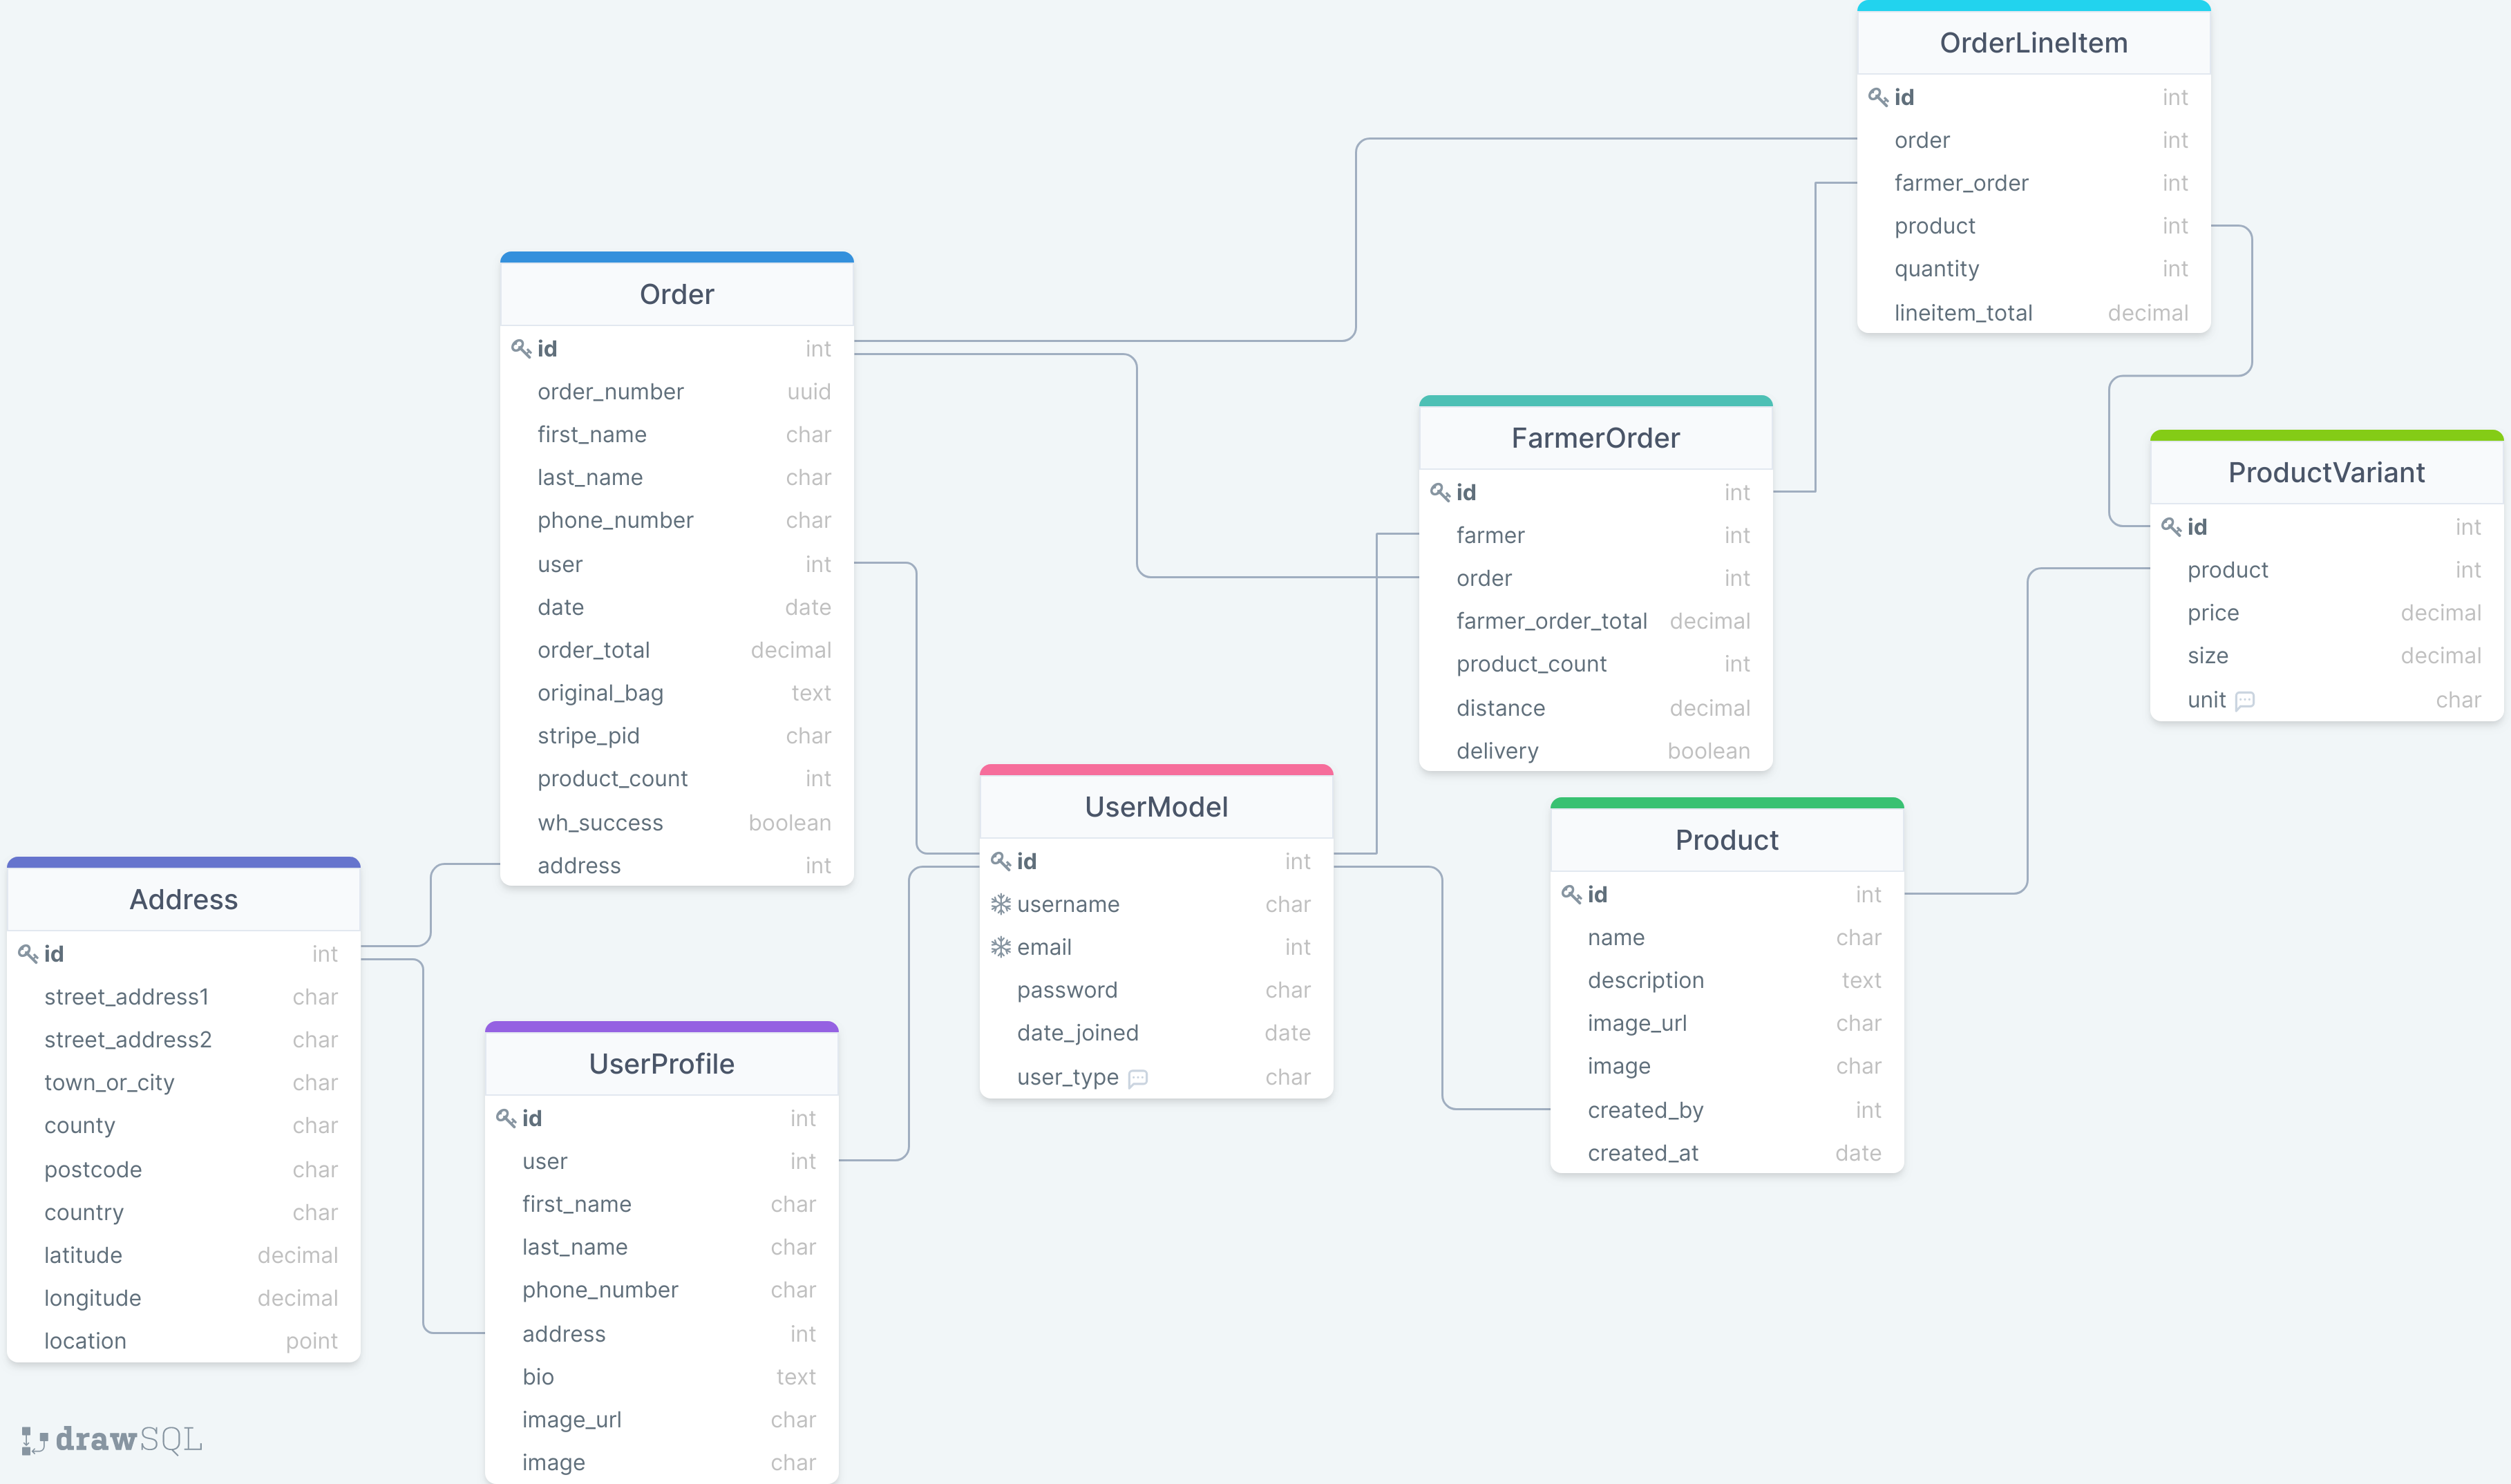 OrderLineItem
id int
order int
farmer_order int
product int
quantity int
lineitem_total decimal
Order
id int
order_number uuid
first_name char
last_name char
phone_number char
user int
date date
order_total decimal
original_bag text
stripe_pid char
product_count int
wh_success boolean
address int
FarmerOrder
id int
farmer int
order int
farmer_order_total decimal
product_count int
distance decimal
delivery boolean
ProductVariant
id int
product int
price decimal
size decimal
unit char
UserModel
id int
username char
email int
password char
date_joined date
user_type char
Product
id int
name char
description text
image_url char
image char
created_by int
created_at date
Address
id int
street_address1 char
street_address2 char
town_or_city char
county char
postcode char
country char
latitude decimal
longitude decimal
location point
UserProfile
id int
user int
first_name char
last_name char
phone_number char
address int
bio text
image_url char
image char
drawSQL